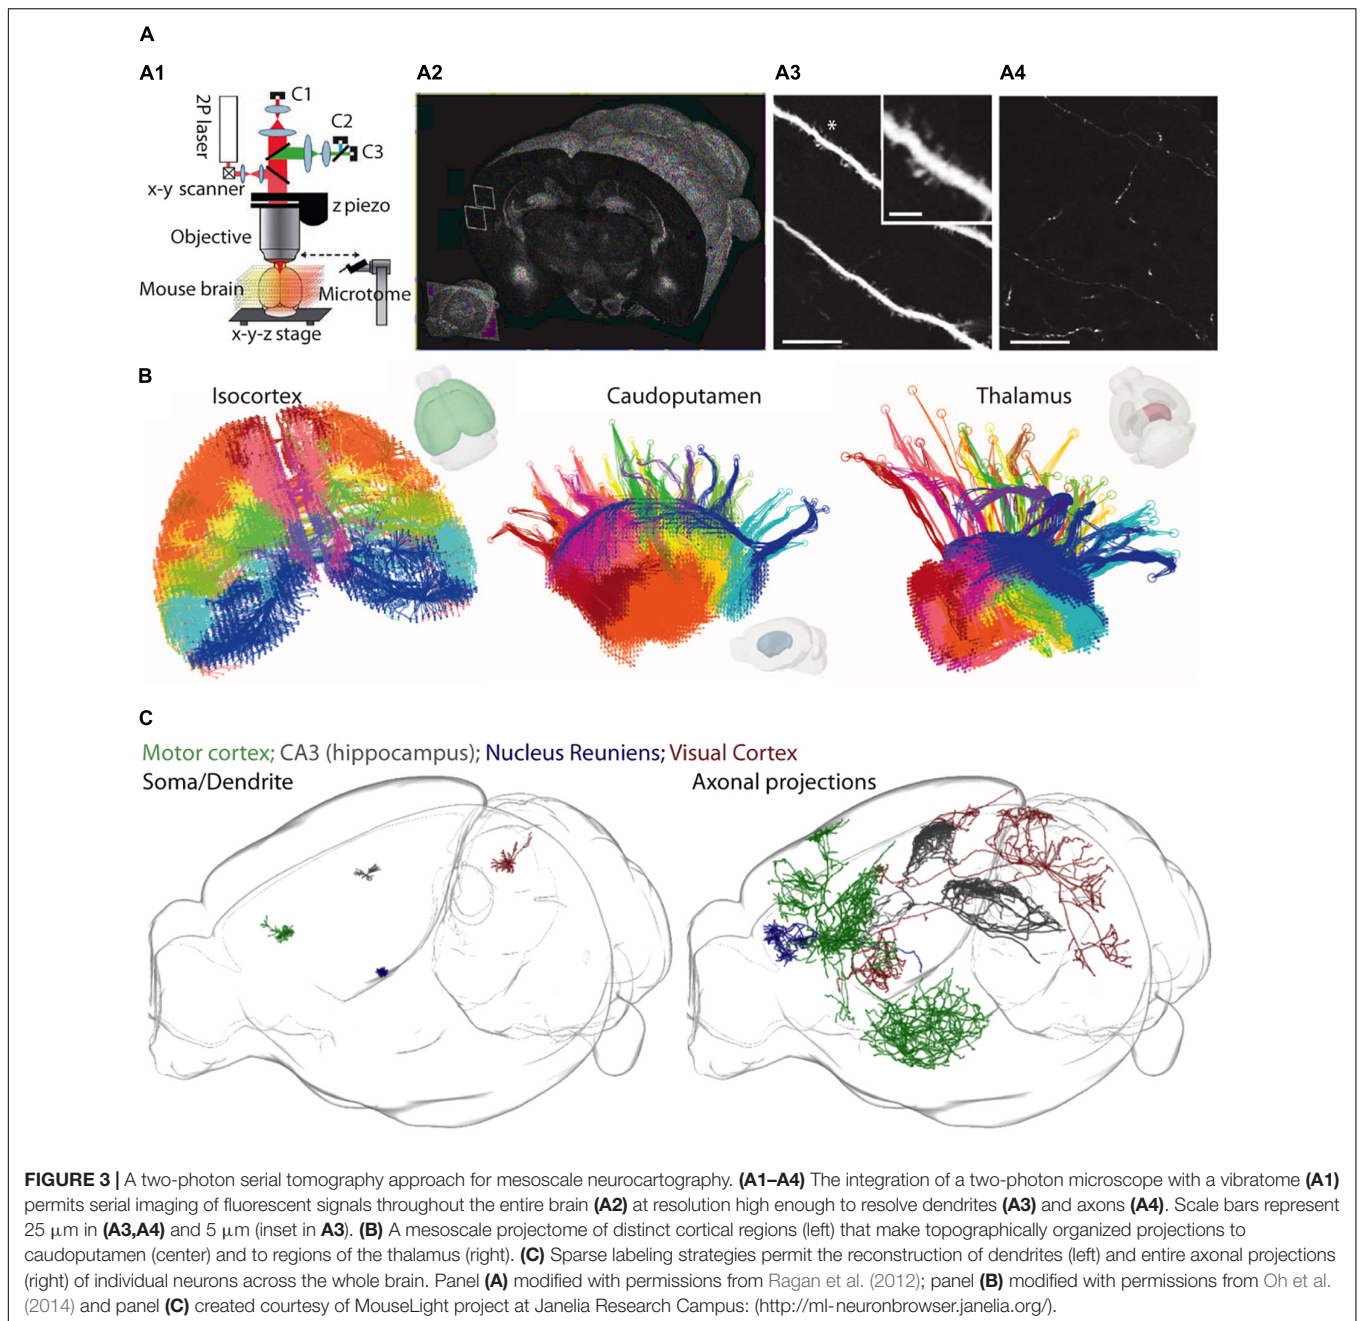 A
A1
A2
A3
A4
2P laser
C1
C2
C3
x-y scanner
z piezo
Objective
Mouse brain
Microtome
x-y-z stage
*
B
Isocortex
Caudoputamen
Thalamus
C
Motor cortex; CA3 (hippocampus); Nucleus Reuniens; Visual Cortex
Soma/Dendrite
Axonal projections
FIGURE 3 | A two-photon serial tomography approach for mesoscale neurocartography. (A1–A4) The integration of a two-photon microscope with a vibratome (A1)
permits serial imaging of fluorescent signals throughout the entire brain (A2) at resolution high enough to resolve dendrites (A3) and axons (A4). Scale bars represent
25 μm in (A3,A4) and 5 μm (inset in A3). (B) A mesoscale projectome of distinct cortical regions (left) that make topographically organized projections to
caudoputamen (center) and to regions of the thalamus (right). (C) Sparse labeling strategies permit the reconstruction of dendrites (left) and entire axonal projections
(right) of individual neurons across the whole brain. Panel (A) modified with permissions from Ragan et al. (2012); panel (B) modified with permissions from Oh et al.
(2014) and panel (C) created courtesy of MouseLight project at Janelia Research Campus: (http://ml-neuronbrowser.janelia.org/).